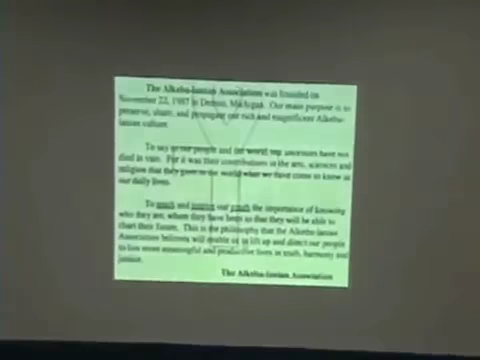 The Alkebu-lanian Association was founded on
November 22, 1987 in Detroit, Michigan. Our main purpose is to
preserve, share, and propagate our rich and magnificent Alkebu-
lanian culture.
To say to our people and the world our ancestors have not
died in vain. For it was their contributions in the arts, sciences and
religion that they gave to the world what we have come to know in
our daily lives.
To teach and our youth the importance of knowing
who they are, where they have been so that they will be able to
chart their future. This is the philosophy that the Alkebu-lanian
Association believes will enable us to lift up and direct our people
to live more meaningful and productive lives in truth, harmony and
justice.
The Alkebu-lanian Association